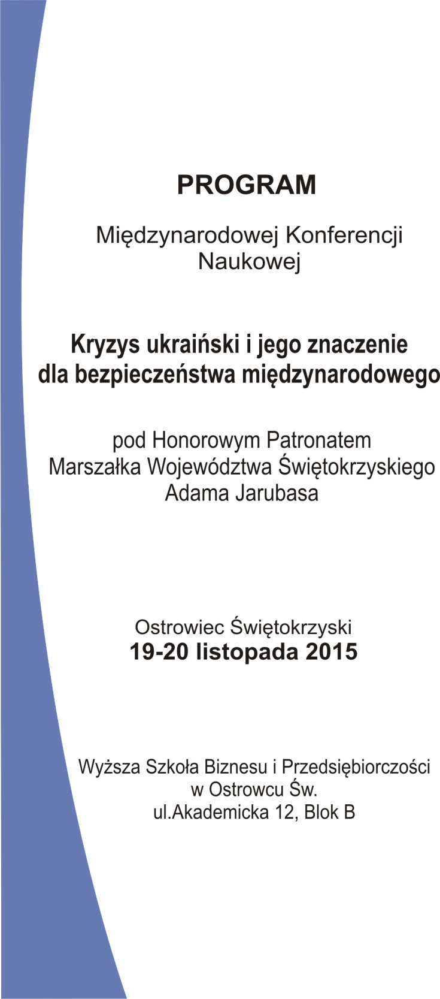 PROGRAM
Międzynarodowej Konferencji
Naukowej
Kryzys ukraiński i jego znaczenie
dla bezpieczeństwa międzynarodowego
pod Honorowym Patronatem
Marszałka Województwa Świętokrzyskiego
Adama Jarubasa
Ostrowiec Świętokrzyski
19-20 listopada 2015
Wyższa Szkoła Biznesu i Przedsiębiorczości
w Ostrowcu Św.
ul.Akademicka 12, Blok B